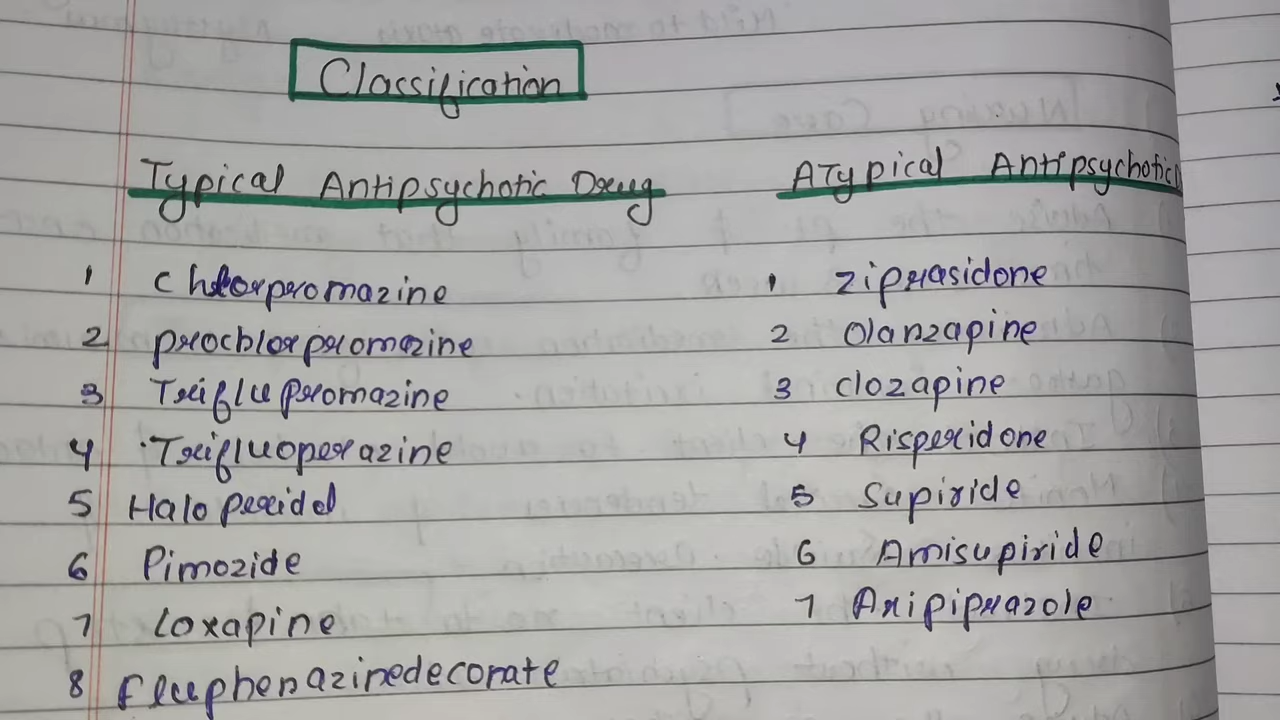 Classification
Typical Antipsychotic Drug
ATypical Antipsychotic
1 Chlorpromazine
2 prochlorpromazine
3 Triflupromazine
4 Trifluoperazine
5 Haloperidol
6 Pimozide
7 Loxapine
8 Fluphenazinedecorate
1 Ziprasidone
2 Olanzapine
3 Clozapine
4 Risperidone
5 Supiride
6 Amisupiride
7 Aripiprazole